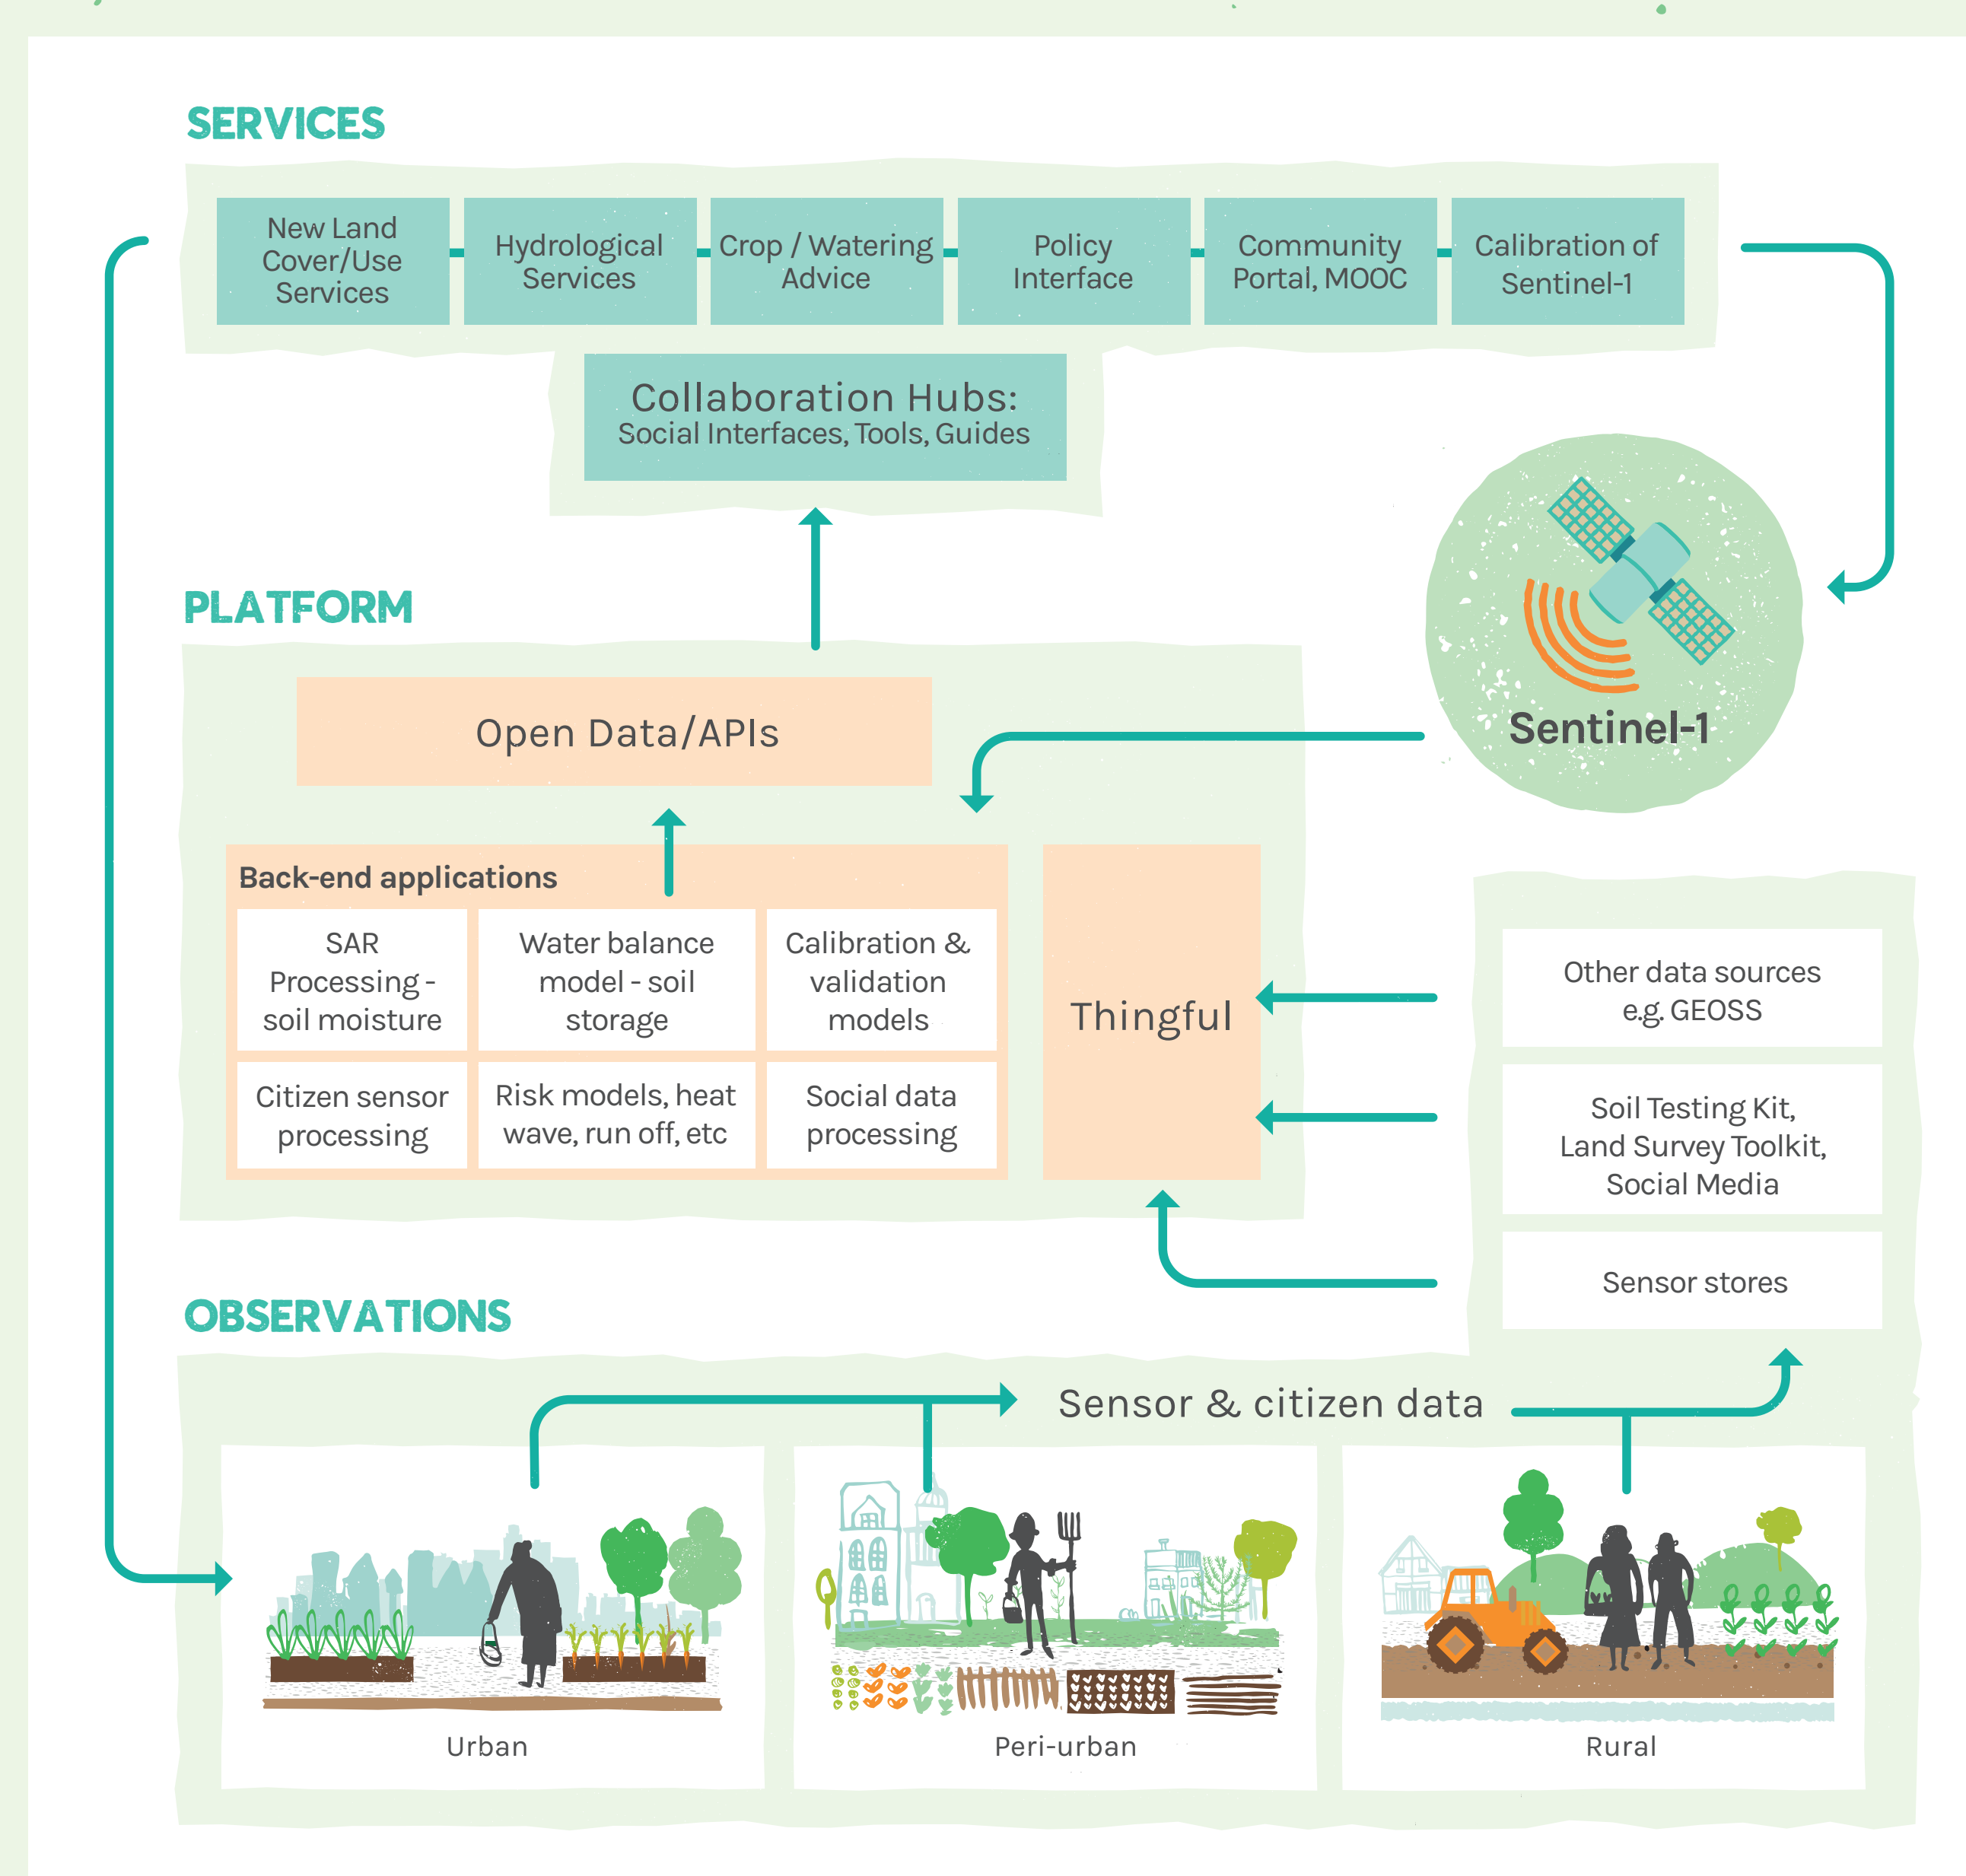 SERVICES
New Land
Cover/Use
Services
Hydrological
Services
Crop / Watering
Advice
Policy
Interface
Community
Portal, MOOC
Calibration of
Sentinel-1
Collaboration Hubs:
Social Interfaces, Tools, Guides
Sentinel-1
PLATFORM
Open Data/APIs
Back-end applications
SAR
Processing -
soil moisture
Water balance
model - soil
storage
Calibration &
validation
models
Citizen sensor
processing
Risk models, heat
wave, run off, etc
Social data
processing
Thingful
Other data sources
e.g. GEOSS
Soil Testing Kit,
Land Survey Toolkit,
Social Media
Sensor stores
OBSERVATIONS
Sensor & citizen data
Urban
Peri-urban
Rural